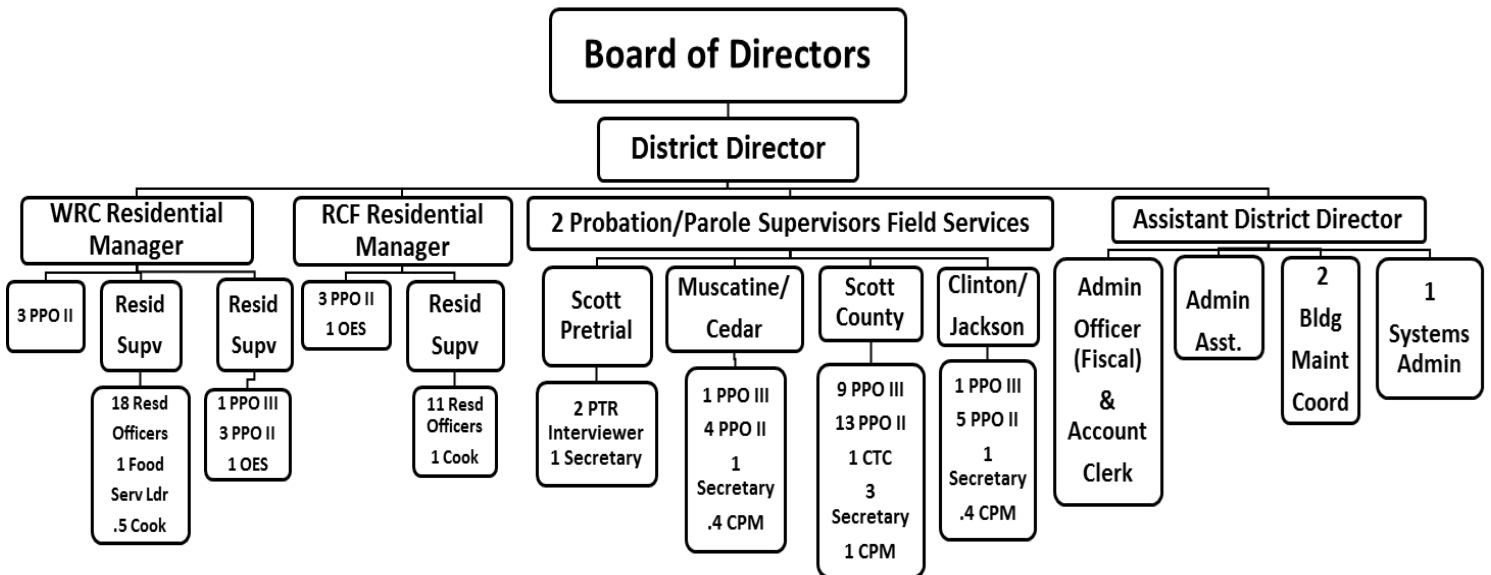 Board of Directors
District Director
WRC Residential
Manager
RCF Residential
Manager
2 Probation/Parole Supervisors Field Services
Assistant District Director
3 PPO II
Resid
Supv
Resid
Supv
3 PPO II
1 OES
Resid
Supv
Scott
Pretrial
Muscatine/
Cedar
Scott
County
Clinton/
Jackson
Admin
Officer
(Fiscal)
&
Account
Clerk
Admin
Asst.
2
Bldg
Maint
Coord
1
Systems
Admin
18 Resd
Officers
1 Food
Serv Ldr
.5 Cook
1 PPO III
3 PPO II
1 OES
11 Resd
Officers
1 Cook
2 PTR
Interviewer
1 Secretary
1 PPO III
4 PPO II
1
Secretary
.4 CPM
9 PPO III
13 PPO II
1 CTC
3
Secretary
1 CPM
1 PPO III
5 PPO II
1
Secretary
.4 CPM